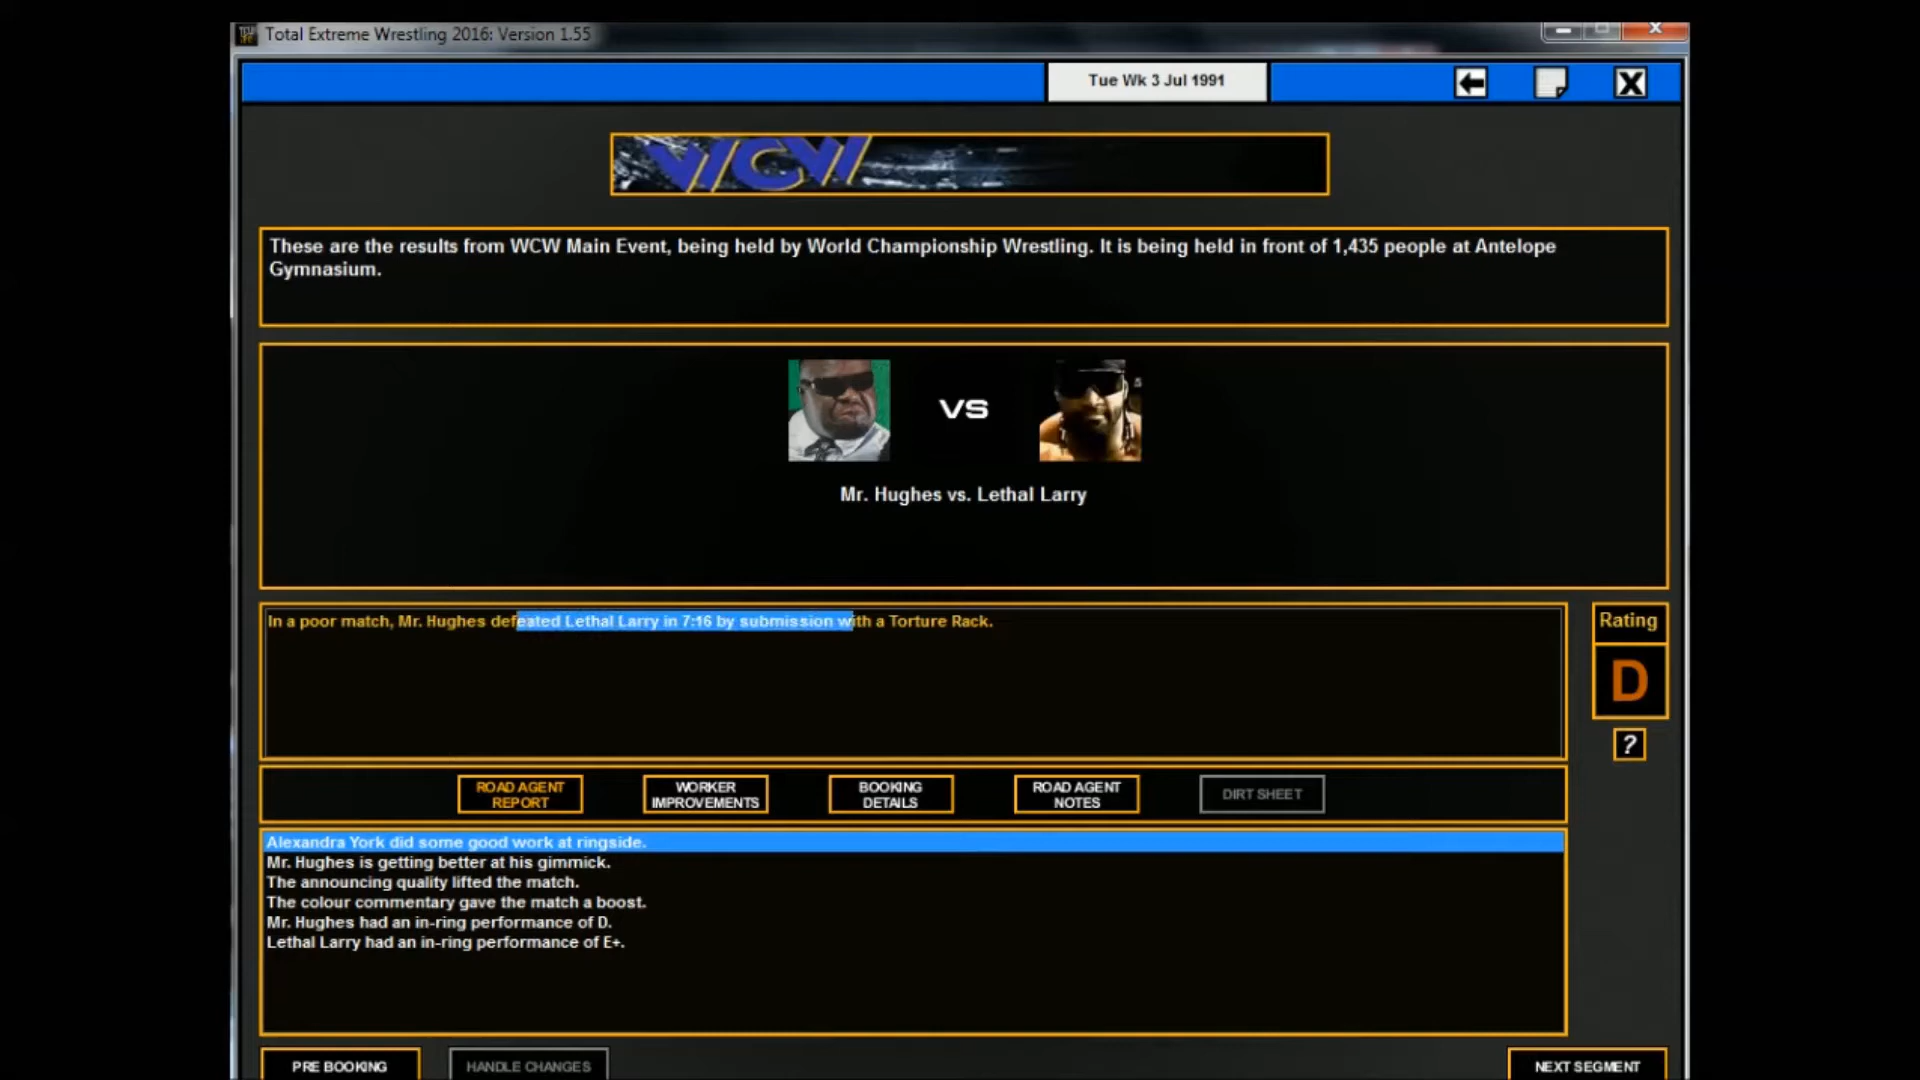 Total Extreme Wrestling 2016: Version 1.55
Tue Wk 3 Jul 1991
WCW
These are the results from WCW Main Event, being held by World Championship Wrestling. It is being held in front of 1,435 people at Antelope
Gymnasium.
VS
Mr. Hughes vs. Lethal Larry
In a poor match, Mr. Hughes defeated Lethal Larry in 7:16 by submission with a Torture Rack.
Rating
D
?
ROAD AGENT
REPORT
WORKER
IMPROVEMENTS
BOOKING
DETAILS
ROAD AGENT
NOTES
DIRT SHEET
Alexandra York did some good work at ringside.
Mr. Hughes is getting better at his gimmick.
The announcing quality lifted the match.
The colour commentary gave the match a boost.
Mr. Hughes had an in-ring performance of D.
Lethal Larry had an in-ring performance of E+.
PRE BOOKING
HANDLE CHANGES
NEXT SEGMENT